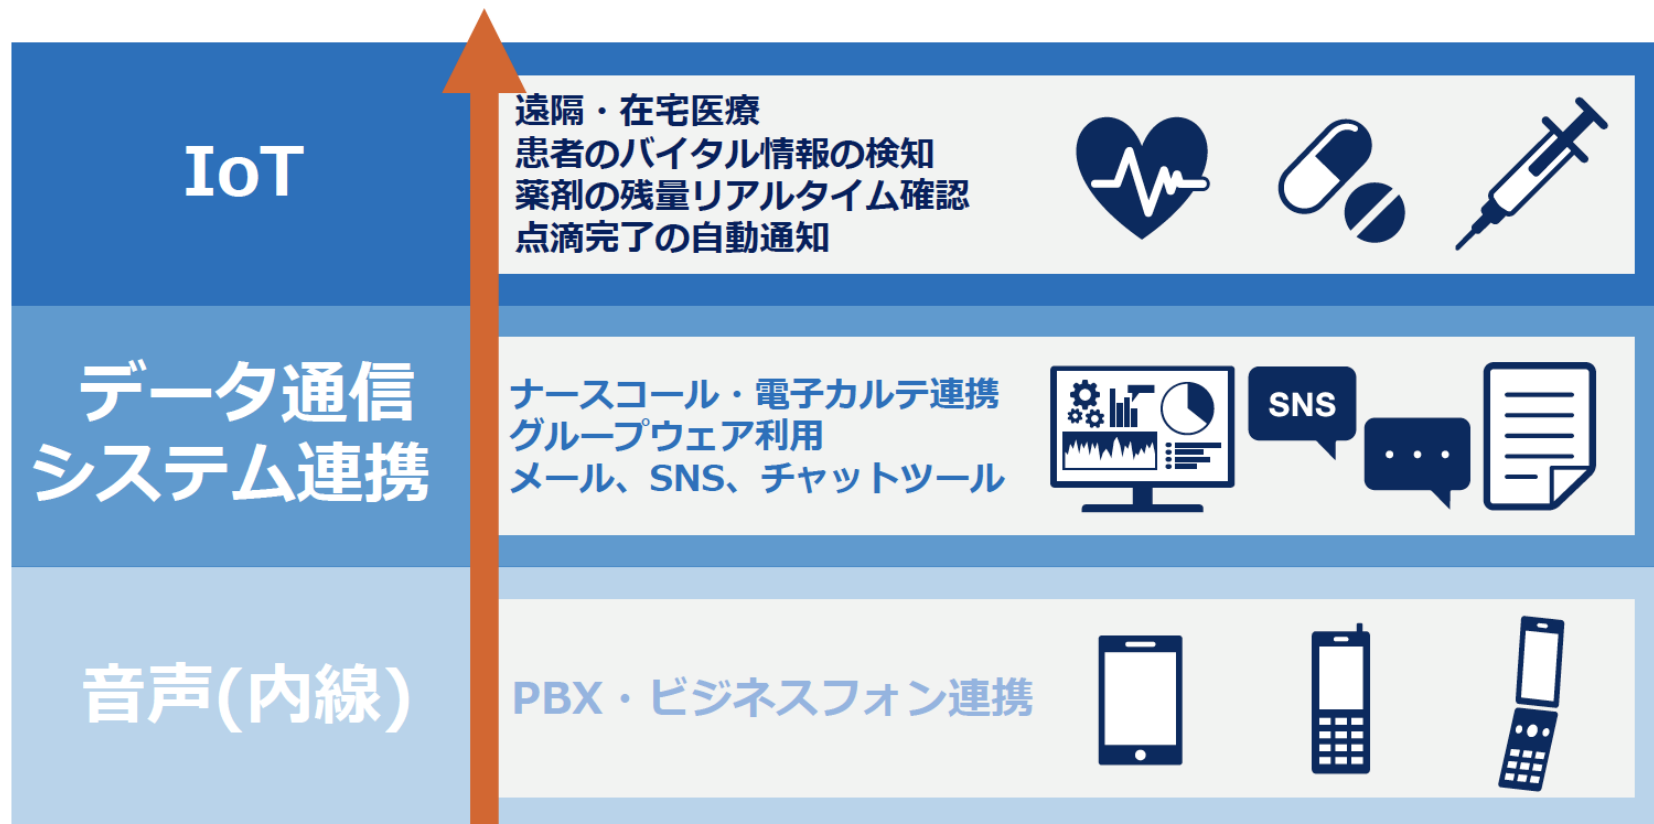 IoT
遠隔・在宅医療
患者のバイタル情報の検知
薬剤の残量リアルタイム確認
点滴完了の自動通知
データ通信
システム連携
ナースコール・電子カルテ連携
グループウェア利用
メール、SNS、チャットツール
SNS
音声(内線)
PBX・ビジネスフォン連携